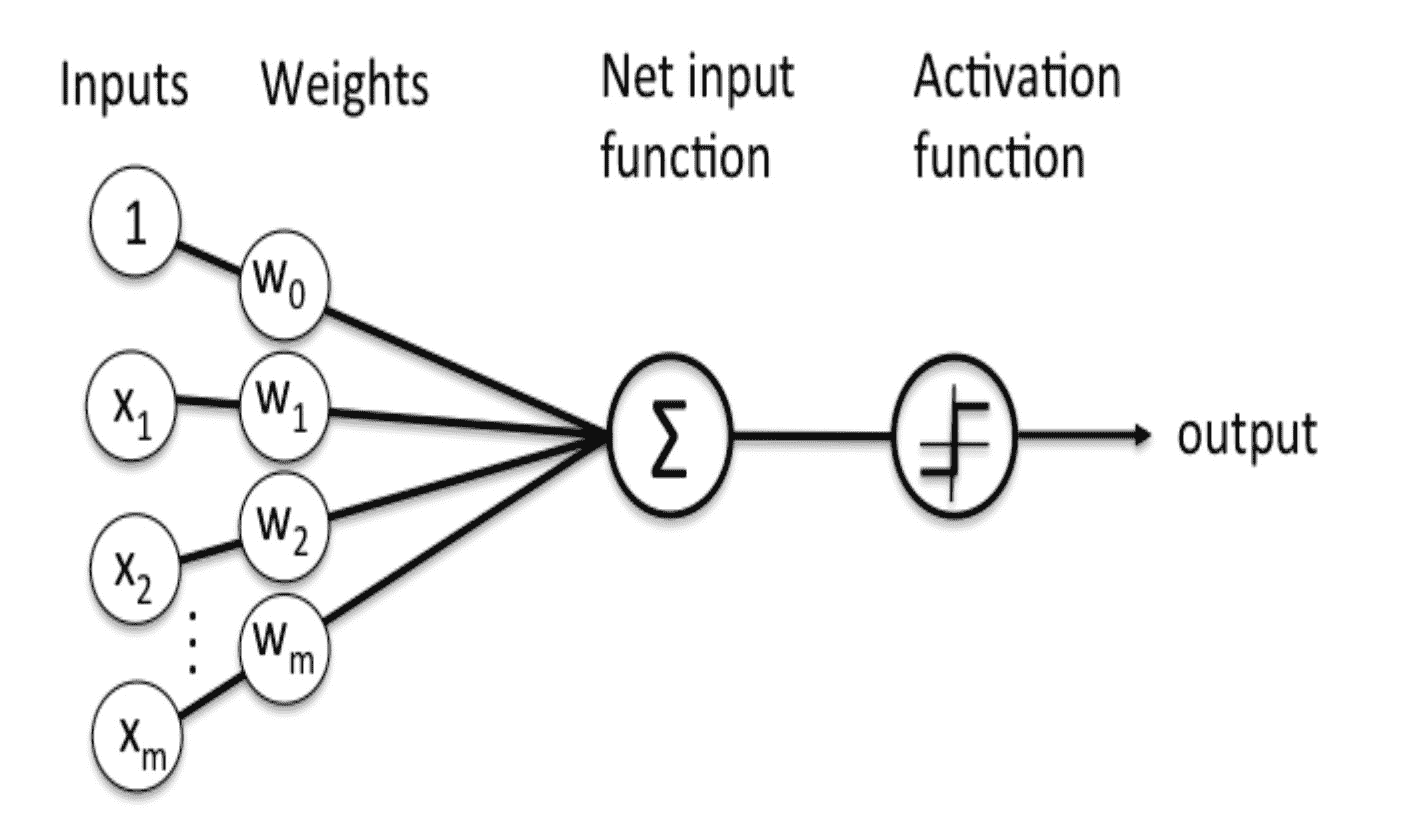 Inputs
Weights
Net input
function
Activation
function
1
w₀
x₁
w₁
x₂
w₂
⋮
xₘ
wₘ
Σ
output